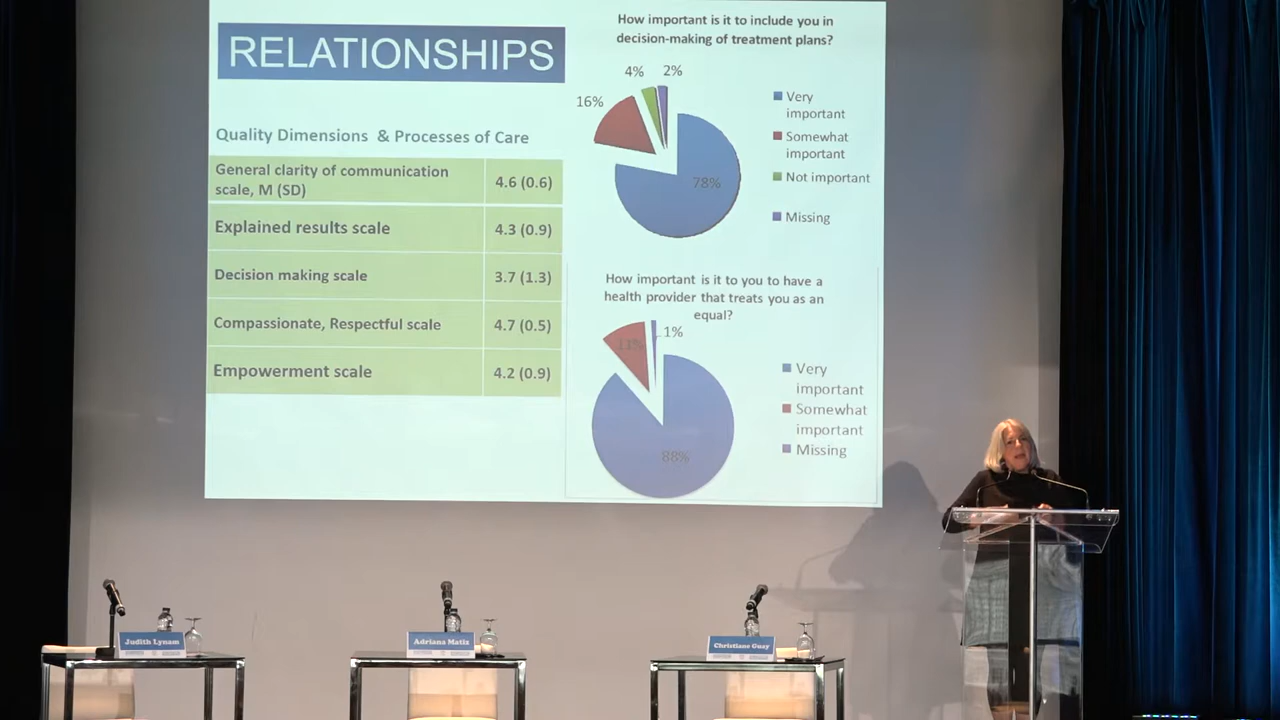 RELATIONSHIPS
Quality Dimensions & Processes of Care
General clarity of communication
scale, M (SD)
4.6 (0.6)
Explained results scale
4.3 (0.9)
Decision making scale
3.7 (1.3)
Compassionate, Respectful scale
4.7 (0.5)
Empowerment scale
4.2 (0.9)
How important is it to include you in
decision-making of treatment plans?
4%
2%
16%
78%
Very
important
Somewhat
important
Not important
Missing
How important is it to you to have a
health provider that treats you as an
equal?
1%
11%
88%
Very
important
Somewhat
important
Missing
Judith Lynam
Adriana Matiz
Christiane Guay